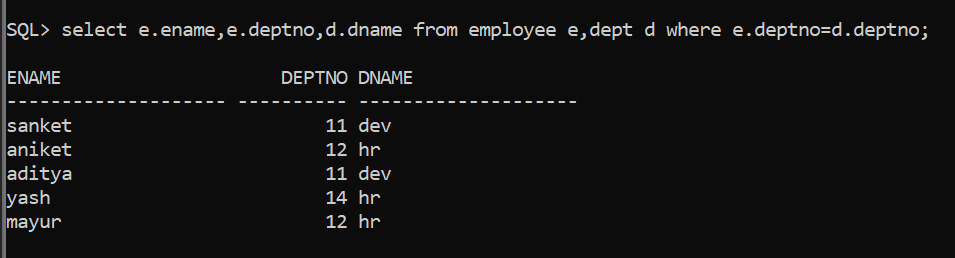 SQL> select e.ename,e.deptno,d.dname from employee e,dept d where e.deptno=d.deptno;
ENAME                    DEPTNO DNAME
-------------------- ---------- --------------------
sanket                       11 dev
aniket                       12 hr
aditya                       11 dev
yash                         14 hr
mayur                        12 hr